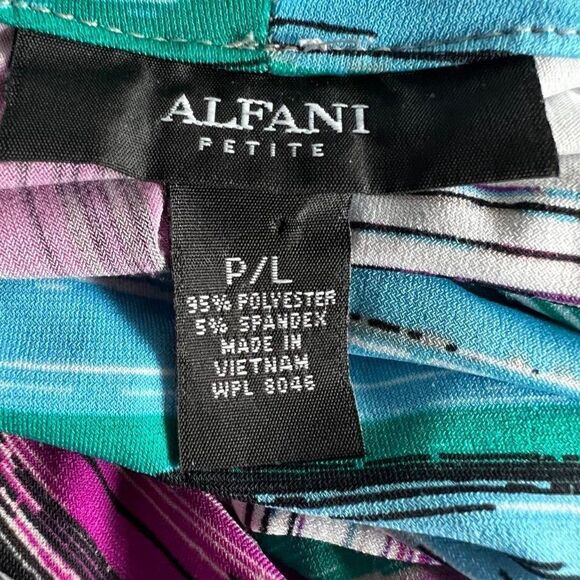 ALFANI
PETITE
P/L
95% POLYESTER
5% SPANDEX
MADE IN
VIETNAM
WPL 8046